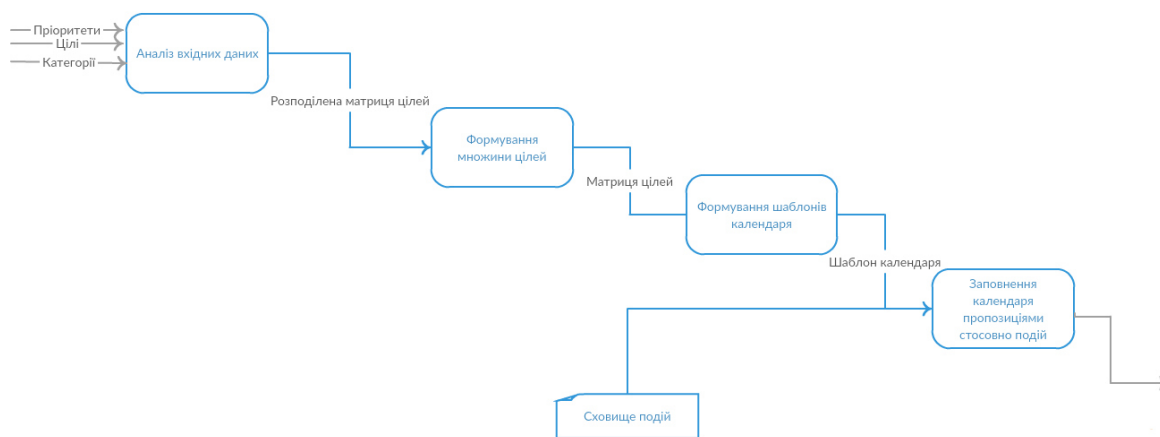 Пріоритети
Цілі
Категорії
Аналіз вхідних даних
Розподілена матриця цілей
Формування
множини цілей
Матриця цілей
Формування шаблонів
календаря
Шаблон календаря
Заповнення
календаря
пропозиціями
стосовно подій
Сховище подій